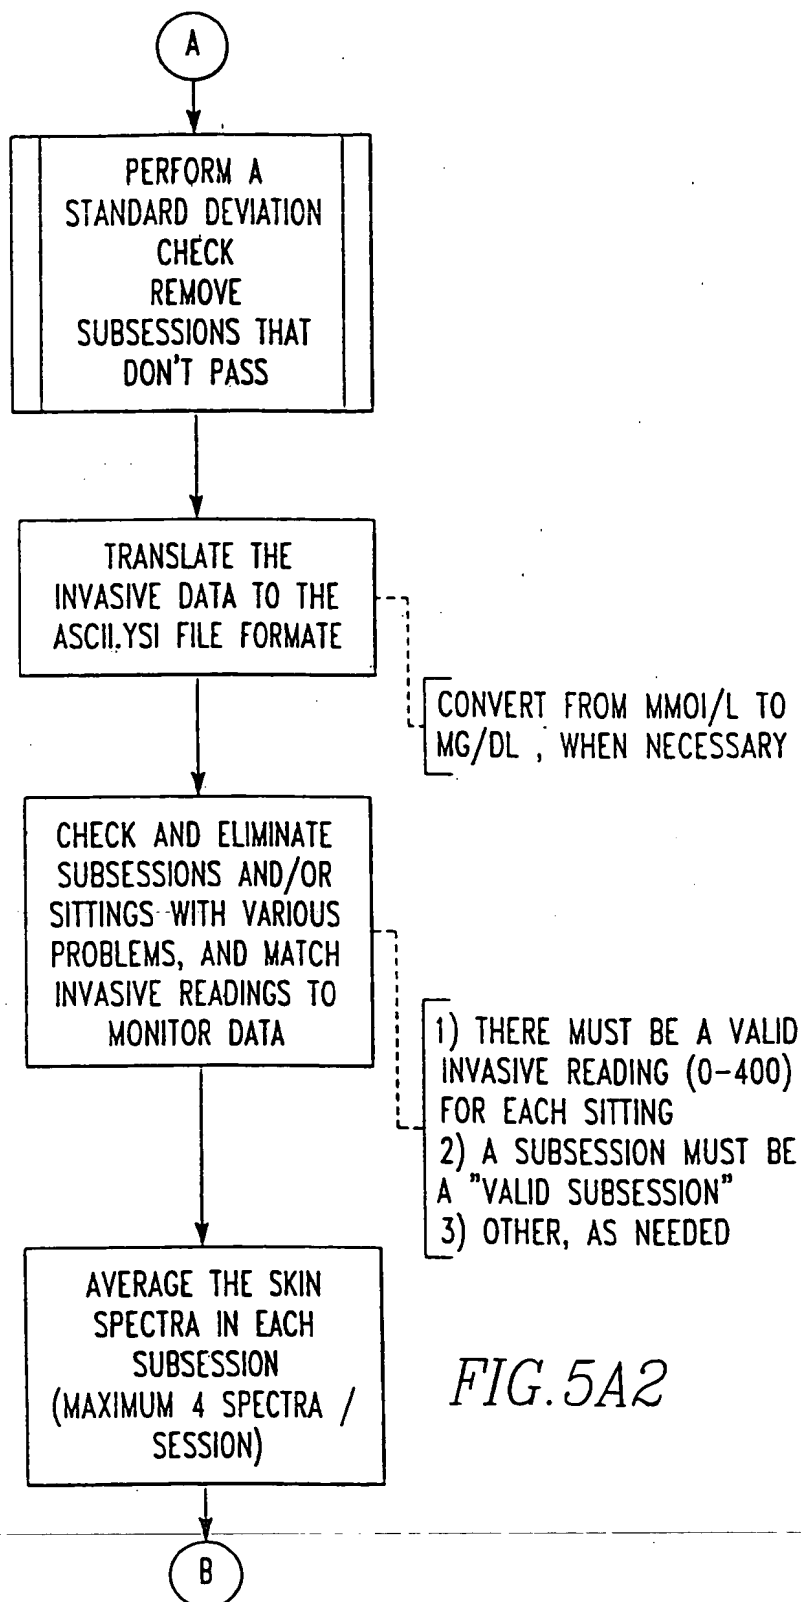 A
PERFORM A
STANDARD DEVIATION
CHECK
REMOVE
SUBSESSIONS THAT
DON'T PASS
TRANSLATE THE
INVASIVE DATA TO THE
ASCII.YSI FILE FORMATE
CONVERT FROM MMOl/L TO
MG/DL , WHEN NECESSARY
CHECK AND ELIMINATE
SUBSESSIONS AND/OR
SITTINGS WITH VARIOUS
PROBLEMS, AND MATCH
INVASIVE READINGS TO
MONITOR DATA
1) THERE MUST BE A VALID
INVASIVE READING (0-400)
FOR EACH SITTING
2) A SUBSESSION MUST BE
A "VALID SUBSESSION"
3) OTHER, AS NEEDED
AVERAGE THE SKIN
SPECTRA IN EACH
SUBSESSION
(MAXIMUM 4 SPECTRA /
SESSION)
FIG.5A2
B